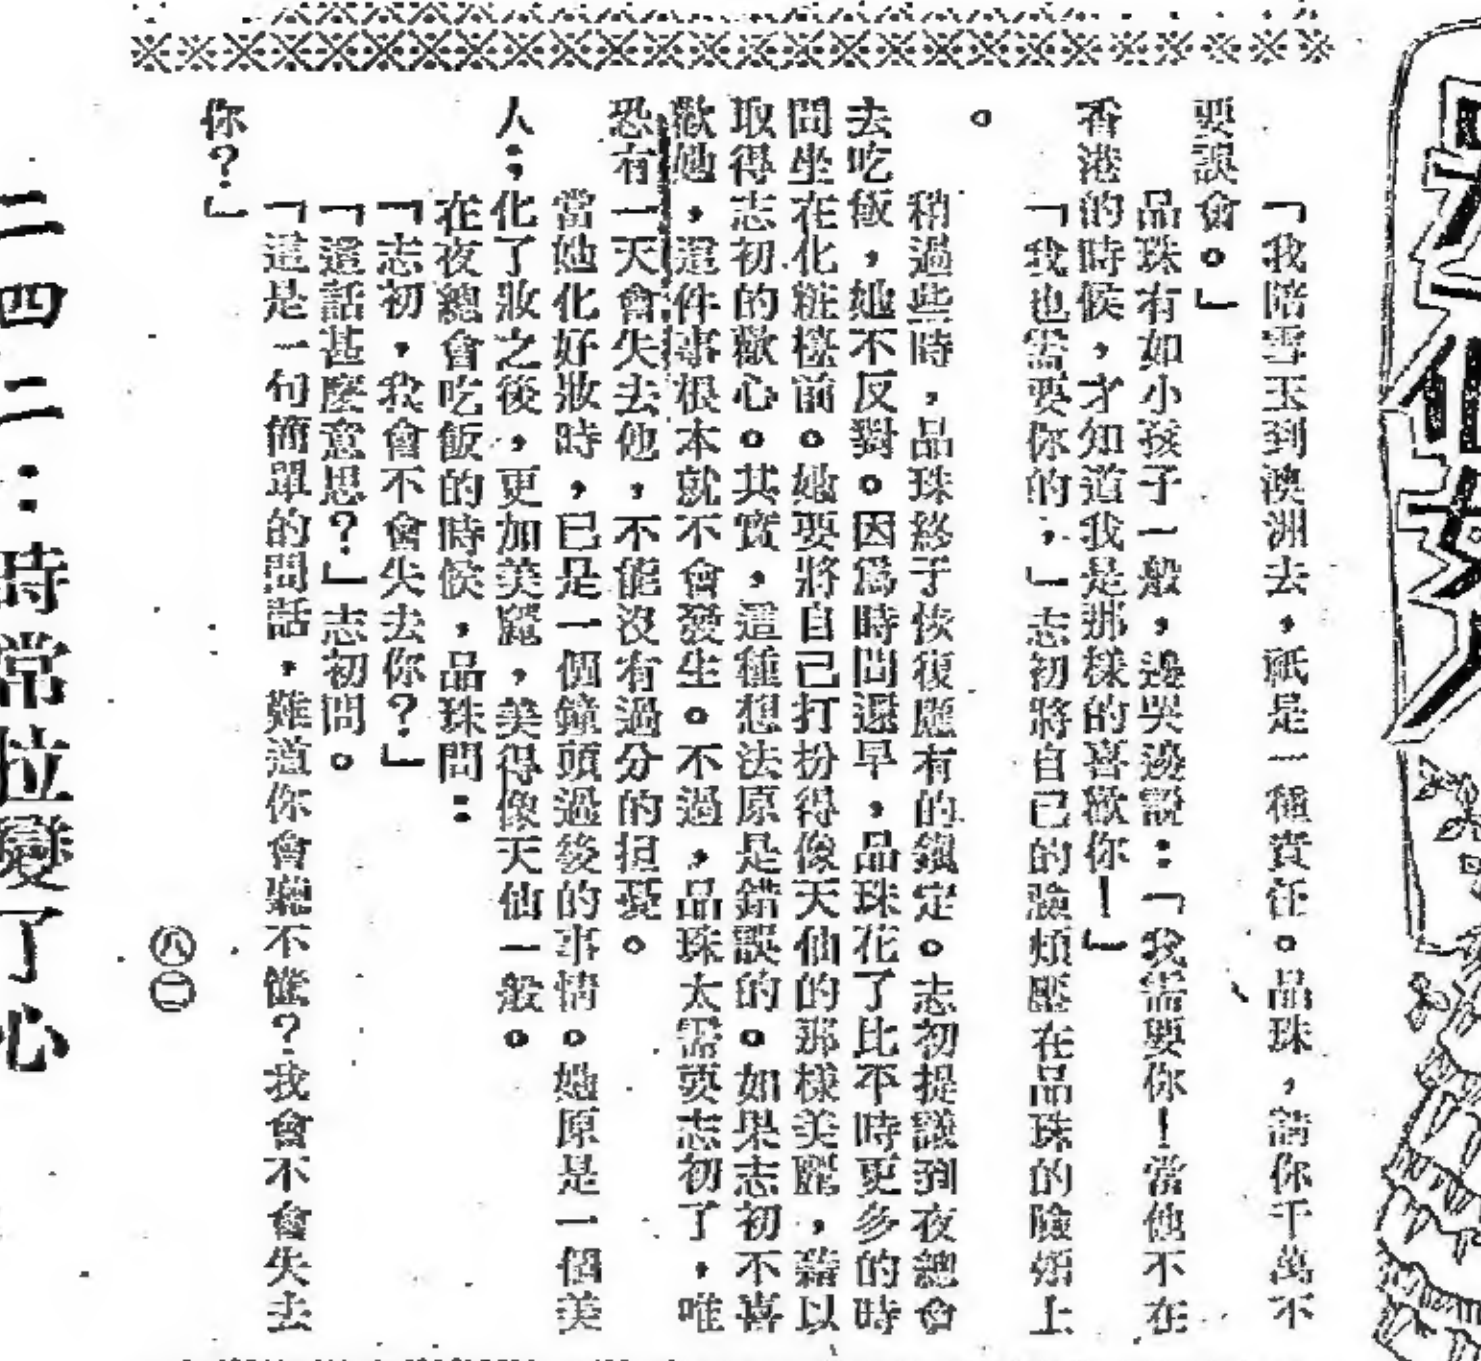 「我陪雪玉到澳洲去，祇是一種責任。品珠，請你千萬不
要誤會。」
品珠有如小孩子一般，邊哭邊說：「我需要你！當他不在
香港的時候，才知道我是那樣的喜歡你！」
「我也需要你的，」志初將自己的臉頰壓在品珠的臉頰上
。
稍過些時，品珠終于恢復應有的鎮定。志初提議到夜總會
去吃飯，她不反對。因爲時間還早，品珠花了比平時更多的時
間坐在化粧檯前。她要將自己打扮得像天仙的那樣美麗，藉以
取得志初的歡心。其實，這種想法原是錯誤的。如果志初不喜
歡她，這件事根本就不會發生。不過，品珠太需要志初了，唯
恐有一天會失去他，不能沒有過分的担憂。
當她化好妝時，已是一個鐘頭過後的事情。她原是一個美
人；化了妝之後，更加美麗，美得像天仙一般。
在夜總會吃飯的時候，品珠問：
「志初，我會不會失去你？」
「這話甚麼意思？」志初問。
「這是一句簡單的問話，難道你會聽不懂？我會不會失去
你？」
㊇㊁
二四二：時常拉變了心